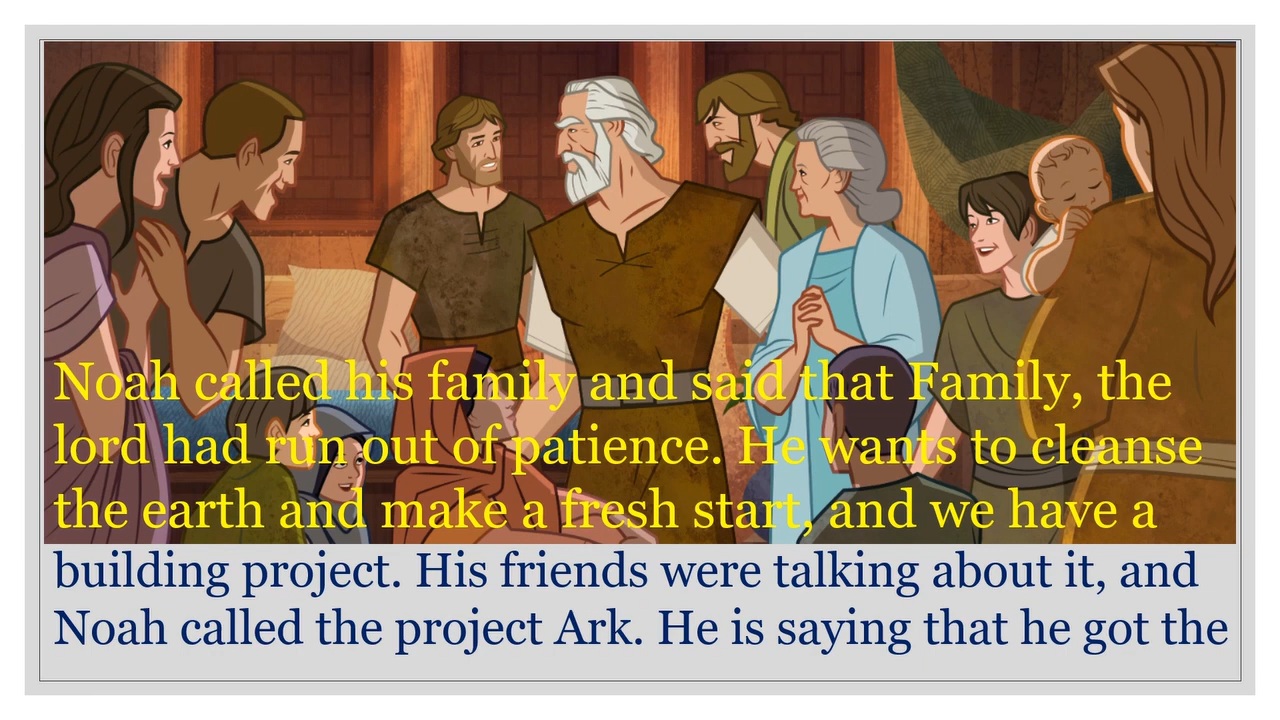 Noah called his family and said that Family, the
lord had run out of patience. He wants to cleanse
the earth and make a fresh start, and we have a
building project. His friends were talking about it, and
Noah called the project Ark. He is saying that he got the